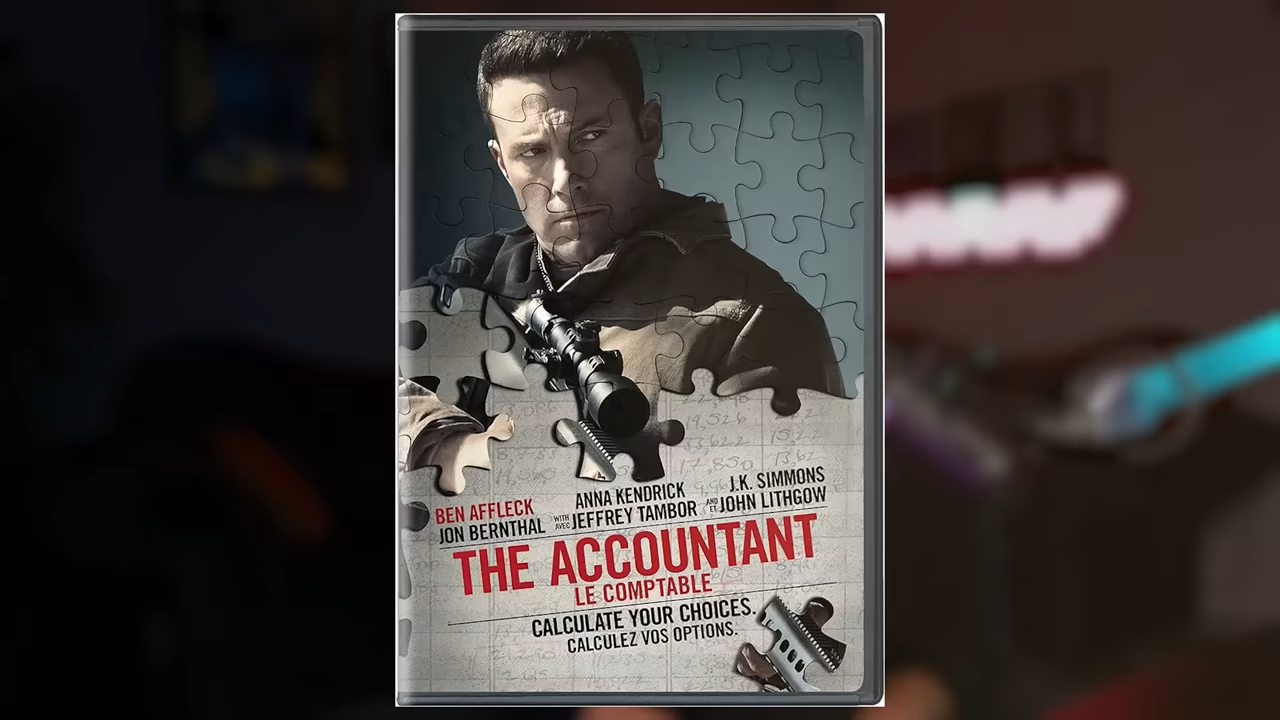 BEN AFFLECK ANNA KENDRICK J.K. SIMMONS
JON BERNTHAL WITH AVEC JEFFREY TAMBOR AND ET JOHN LITHGOW
THE ACCOUNTANT
LE COMPTABLE
CALCULATE YOUR CHOICES.
CALCULEZ VOS OPTIONS.